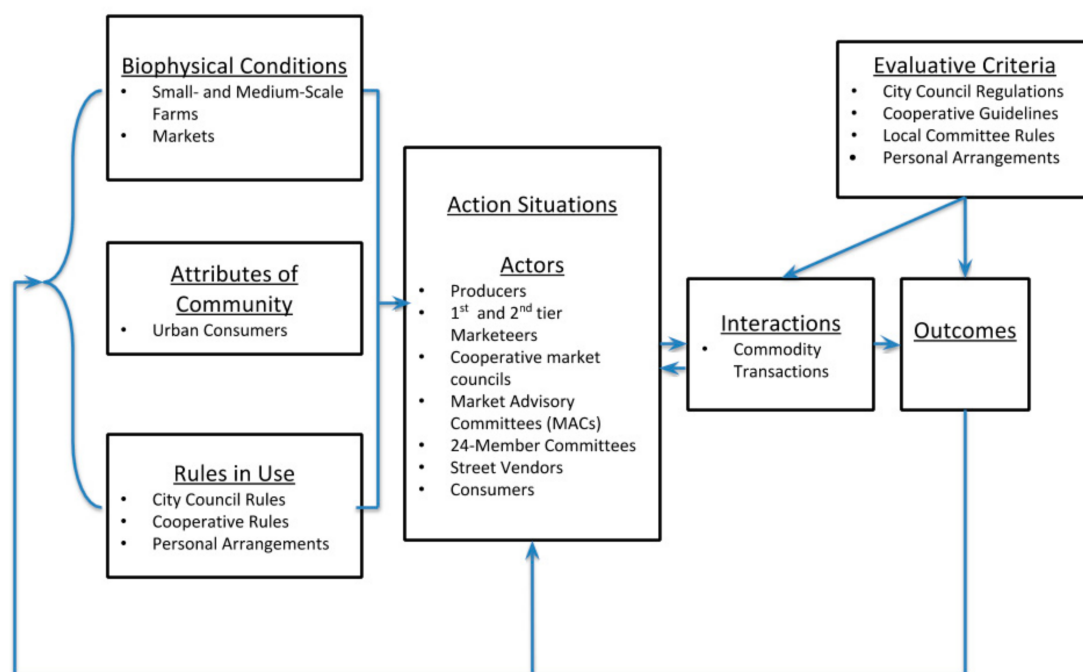 Biophysical Conditions
• Small- and Medium-Scale
Farms
• Markets
Attributes of
Community
• Urban Consumers
Rules in Use
• City Council Rules
• Cooperative Rules
• Personal Arrangements
Action Situations
Actors
• Producers
• 1st and 2nd tier
Marketeers
• Cooperative market
councils
• Market Advisory
Committees (MACs)
• 24-Member Committees
• Street Vendors
• Consumers
Evaluative Criteria
• City Council Regulations
• Cooperative Guidelines
• Local Committee Rules
• Personal Arrangements
Interactions
• Commodity
Transactions
Outcomes